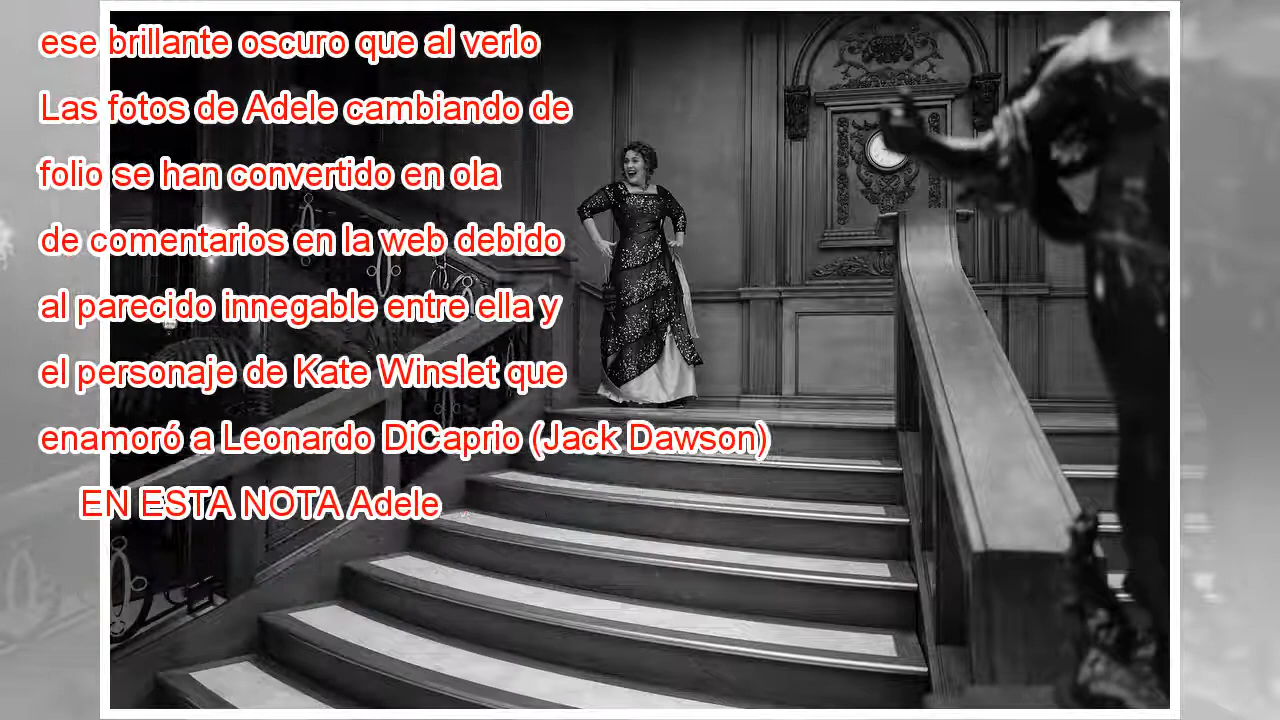 ese brillante oscuro que al verlo
Las fotos de Adele cambiando de
folio se han convertido en ola
de comentarios en la web debido
al parecido innegable entre ella y
el personaje de Kate Winslet que
enamoró a Leonardo DiCaprio (Jack Dawson)
EN ESTA NOTA Adele